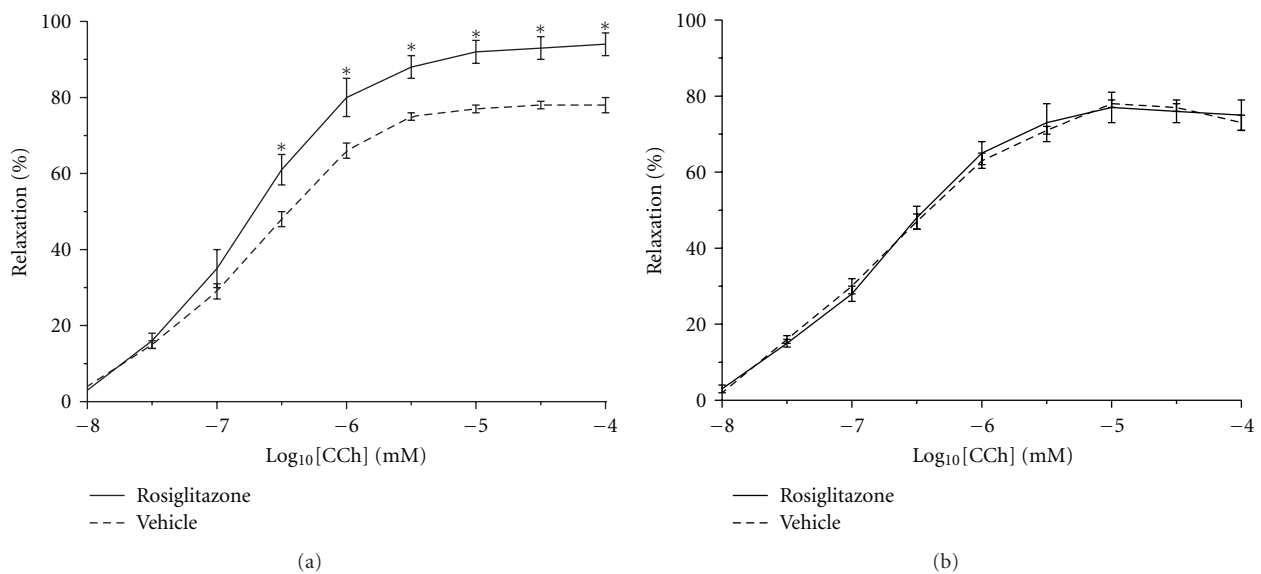 100
80
60
40
20
0
Relaxation (%)
* * * * * *
−8 −7 −6 −5 −4
Log₁₀[CCh] (mM)
Rosiglitazone
Vehicle
(a)
100
80
60
40
20
0
Relaxation (%)
−8 −7 −6 −5 −4
Log₁₀[CCh] (mM)
Rosiglitazone
Vehicle
(b)